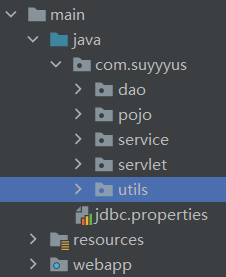 main
java
com.suyyyus
dao
pojo
service
servlet
utils
jdbc.properties
resources
webapp